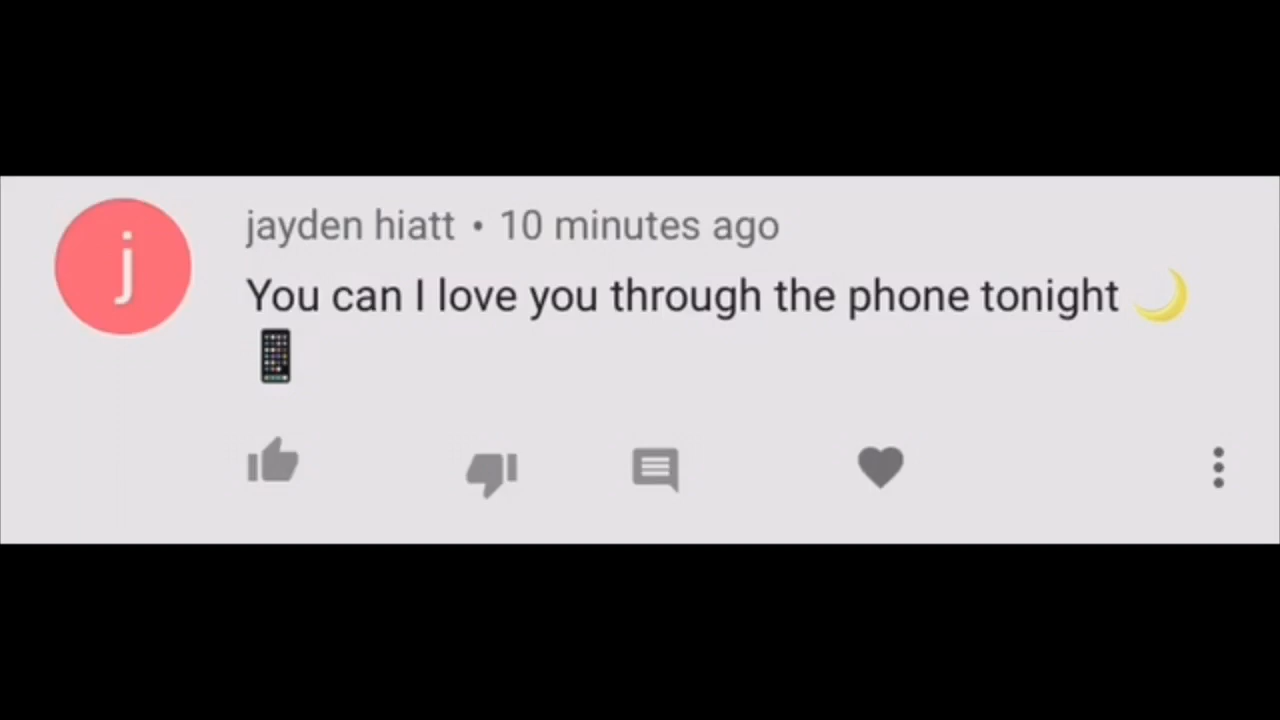 j
jayden hiatt • 10 minutes ago
You can I love you through the phone tonight 🌙
📱